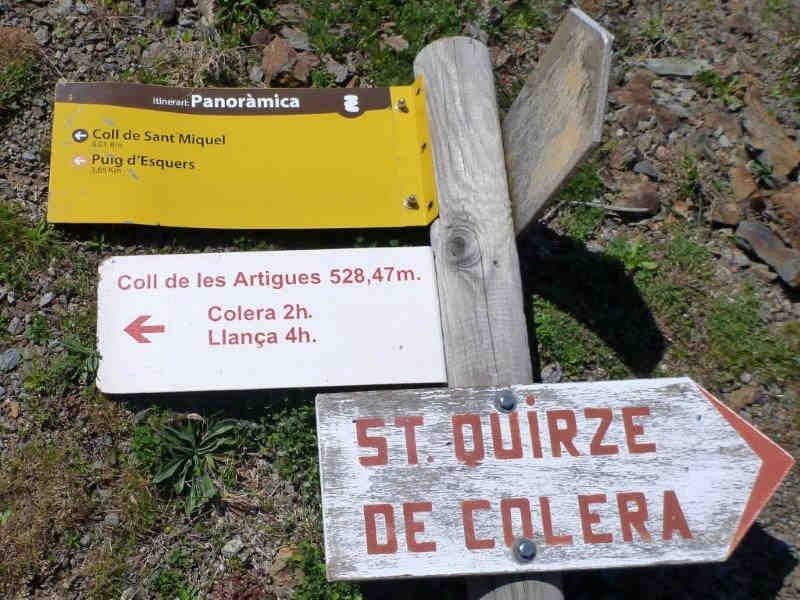 Itinerari: Panoràmica
Coll de Sant Miquel
Puig d'Esquers
Coll de les Artigues 528,47m.
Colera 2h.
Llança 4h.
ST. QUIRZE
DE COLERA